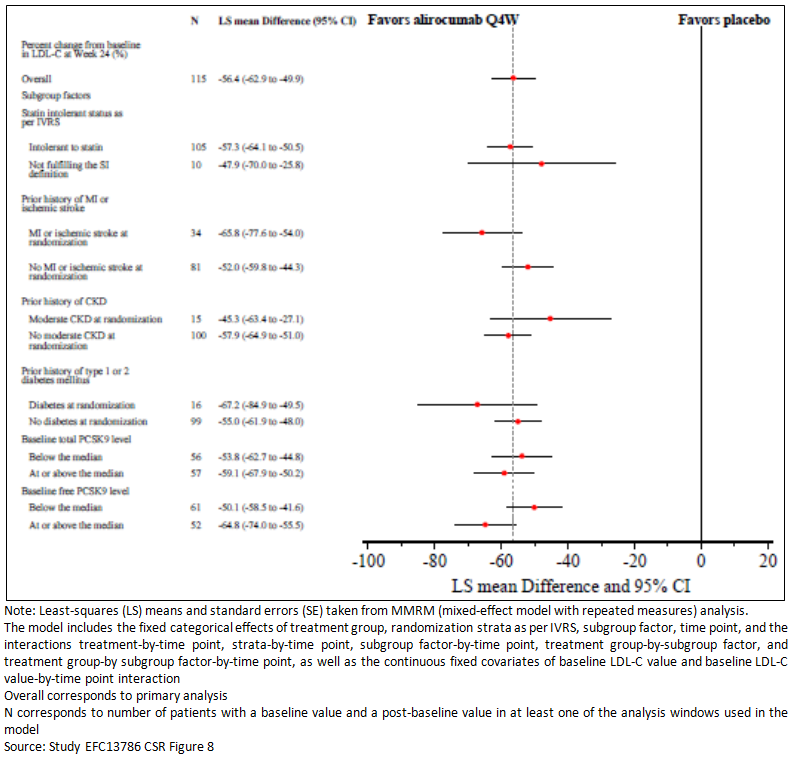 N LS mean Difference (95% CI) Favors alirocumab Q4W Favors placebo
Percent change from baseline
in LDL-C at Week 24 (%)
Overall 115 -56.4 (-62.9 to -49.9)
Subgroup factors
Statin intolerant status as
per IVRS
Intolerant to statin 105 -57.3 (-64.1 to -50.5)
Not fulfilling the SI 10 -47.9 (-70.0 to -25.8)
definition
Prior history of MI or
ischemic stroke
MI or ischemic stroke at 34 -65.8 (-77.6 to -54.0)
randomization
No MI or ischemic stroke at 81 -52.0 (-59.8 to -44.3)
randomization
Prior history of CKD
Moderate CKD at randomization 15 -45.3 (-63.4 to -27.1)
No moderate CKD at 100 -57.9 (-64.9 to -51.0)
randomization
Prior history of type 1 or 2
diabetes mellitus
Diabetes at randomization 16 -67.2 (-84.9 to -49.5)
No diabetes at randomization 99 -55.0 (-61.9 to -48.0)
Baseline total PCSK9 level
Below the median 56 -53.8 (-62.7 to -44.8)
At or above the median 57 -59.1 (-67.9 to -50.2)
Baseline free PCSK9 level
Below the median 61 -50.1 (-58.5 to -41.6)
At or above the median 52 -64.8 (-74.0 to -55.5)
-100 -80 -60 -40 -20 0 20
LS mean Difference and 95% CI
Note: Least-squares (LS) means and standard errors (SE) taken from MMRM (mixed-effect model with repeated measures) analysis.
The model includes the fixed categorical effects of treatment group, randomization strata as per IVRS, subgroup factor, time point, and the
interactions treatment-by-time point, strata-by-time point, subgroup factor-by-time point, treatment group-by-subgroup factor, and
treatment group-by subgroup factor-by-time point, as well as the continuous fixed covariates of baseline LDL-C value and baseline LDL-C
value-by-time point interaction
Overall corresponds to primary analysis
N corresponds to number of patients with a baseline value and a post-baseline value in at least one of the analysis windows used in the
model
Source: Study EFC13786 CSR Figure 8